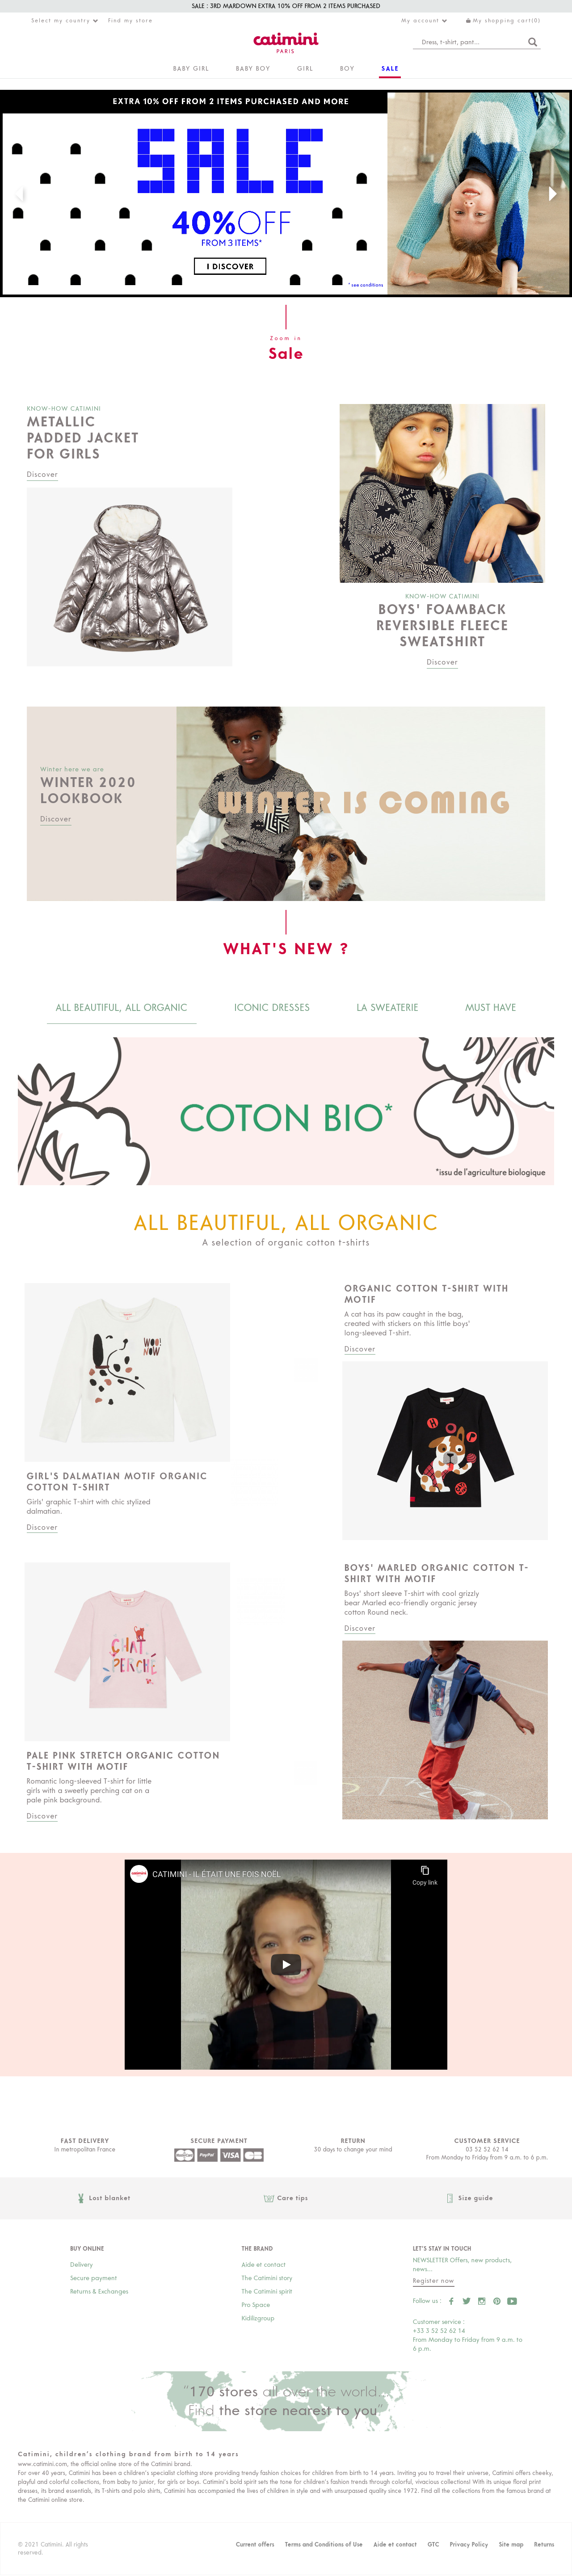 SALE : 3RD MARDOWN EXTRA 10% OFF FROM 2 ITEMS PURCHASED
Select my country
Find my store
My account
My shopping cart(0)
catimini
PARIS
Dress, t-shirt, pant...
BABY GIRL
BABY BOY
GIRL
BOY
SALE
EXTRA 10% OFF FROM 2 ITEMS PURCHASED AND MORE
SALE
40%OFF
FROM 3 ITEMS*
I DISCOVER
* see conditions
Zoom in
Sale
KNOW-HOW CATIMINI
METALLIC
PADDED JACKET
FOR GIRLS
Discover
KNOW-HOW CATIMINI
BOYS' FOAMBACK
REVERSIBLE FLEECE
SWEATSHIRT
Discover
Winter here we are
WINTER 2020
LOOKBOOK
Discover
WINTER IS COMING
WHAT'S NEW ?
ALL BEAUTIFUL, ALL ORGANIC
ICONIC DRESSES
LA SWEATERIE
MUST HAVE
COTON BIO*
*issu de l'agriculture biologique
ALL BEAUTIFUL, ALL ORGANIC
A selection of organic cotton t-shirts
WOO!
NOW
GIRL'S DALMATIAN MOTIF ORGANIC
COTTON T-SHIRT
Girls' graphic T-shirt with chic stylized
dalmatian.
Discover
ORGANIC COTTON T-SHIRT WITH
MOTIF
A cat has its paw caught in the bag,
created with stickers on this little boys'
long-sleeved T-shirt.
Discover
CHAT
PERCHÉ
PALE PINK STRETCH ORGANIC COTTON
T-SHIRT WITH MOTIF
Romantic long-sleeved T-shirt for little
girls with a sweetly perching cat on a
pale pink background.
Discover
BOYS' MARLED ORGANIC COTTON T-
SHIRT WITH MOTIF
Boys' short sleeve T-shirt with cool grizzly
bear Marled eco-friendly organic jersey
cotton Round neck.
Discover
CATIMINI - IL ÉTAIT UNE FOIS NOËL
Copy link
FAST DELIVERY
In metropolitan France
SECURE PAYMENT
PayPal
VISA
RETURN
30 days to change your mind
CUSTOMER SERVICE
03 52 52 62 14
From Monday to Friday from 9 a.m. to 6 p.m.
Lost blanket
Care tips
Size guide
BUY ONLINE
Delivery
Secure payment
Returns & Exchanges
THE BRAND
Aide et contact
The Catimini story
The Catimini spirit
Pro Space
Kidilizgroup
LET'S STAY IN TOUCH
NEWSLETTER Offers, new products,
news...
Register now
Follow us :
Customer service :
+33 3 52 52 62 14
From Monday to Friday from 9 a.m. to
6 p.m.
"170 stores all over the world.
Find the store nearest to you"
Catimini, children's clothing brand from birth to 14 years
www.catimini.com, the official online store of the Catimini brand.
For over 40 years, Catimini has been a children's specialist clothing store providing trendy fashion choices for children from birth to 14 years. Inviting you to travel their universe, Catimini offers cheeky,
playful and colorful collections, from baby to junior, for girls or boys. Catimini's bold spirit sets the tone for children's fashion trends through colorful, vivacious collections! With its unique floral print
dresses, its brand essentials, its T-shirts and polo shirts, Catimini has accompanied the lives of children in style and with unsurpassed quality since 1972. Find all the collections from the famous brand at
the Catimini online store.
© 2021 Catimini. All rights
reserved.
Current offers
Terms and Conditions of Use
Aide et contact
GTC
Privacy Policy
Site map
Returns